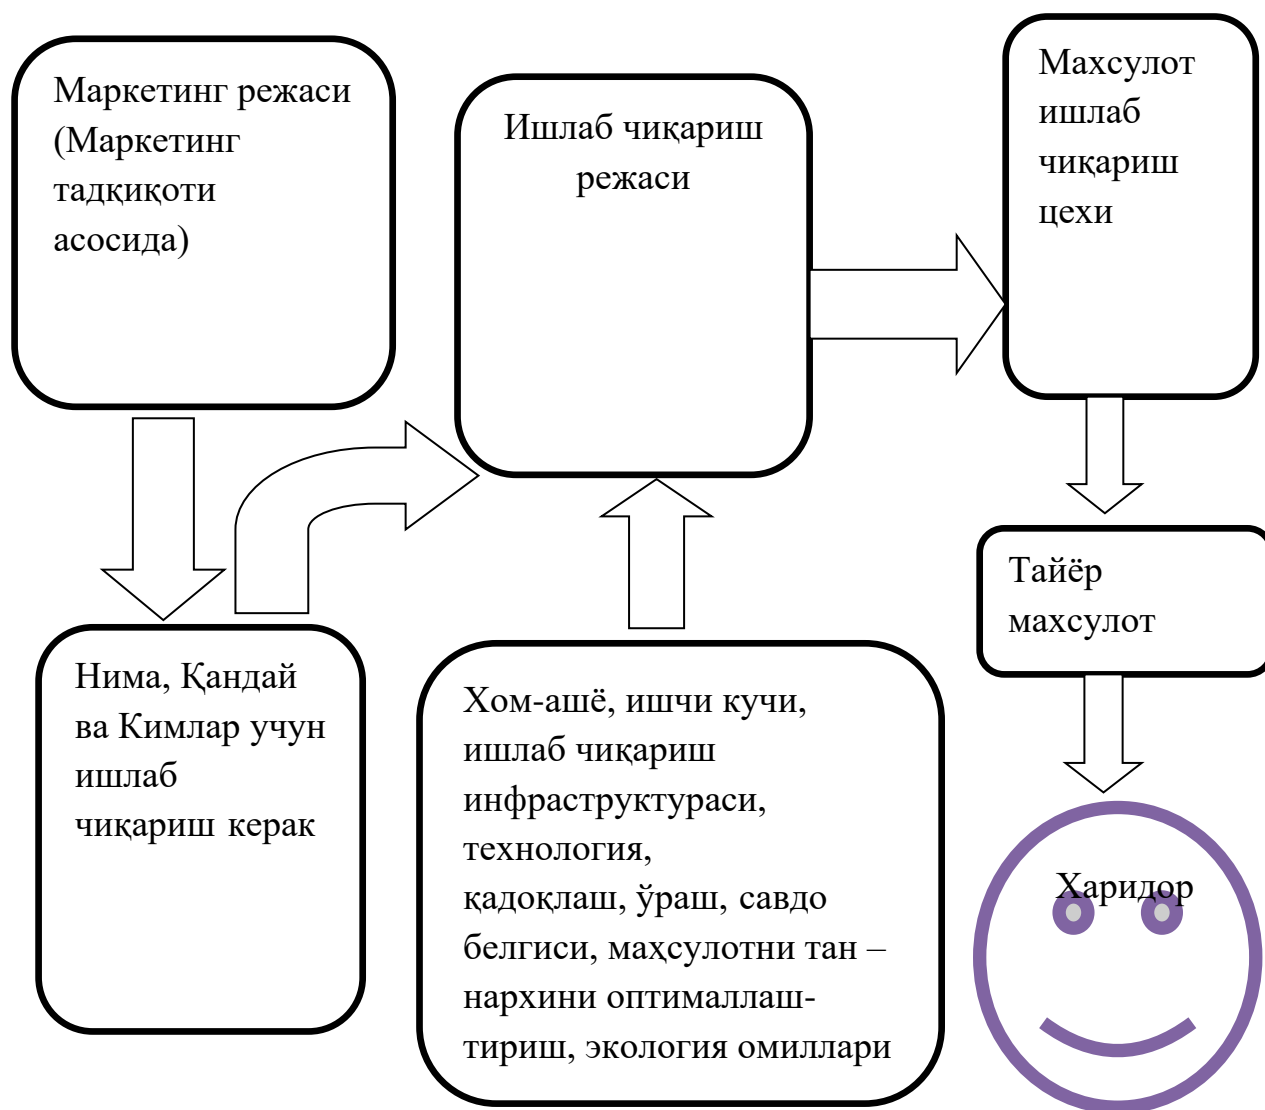 Маркетинг режаси
(Маркетинг
тадқиқоти
асосида)
Ишлаб чиқариш
режаси
Махсулот
ишлаб
чиқариш
цехи
Нима, Қандай
ва Кимлар учун
ишлаб
чиқариш керак
Хом-ашё, ишчи кучи,
ишлаб чиқариш
инфраструктураси,
технология,
қадоқлаш, ўраш, савдо
белгиси, маҳсулотни тан –
нархини оптималлаш-
тириш, экология омиллари
Тайёр
махсулот
Харидор